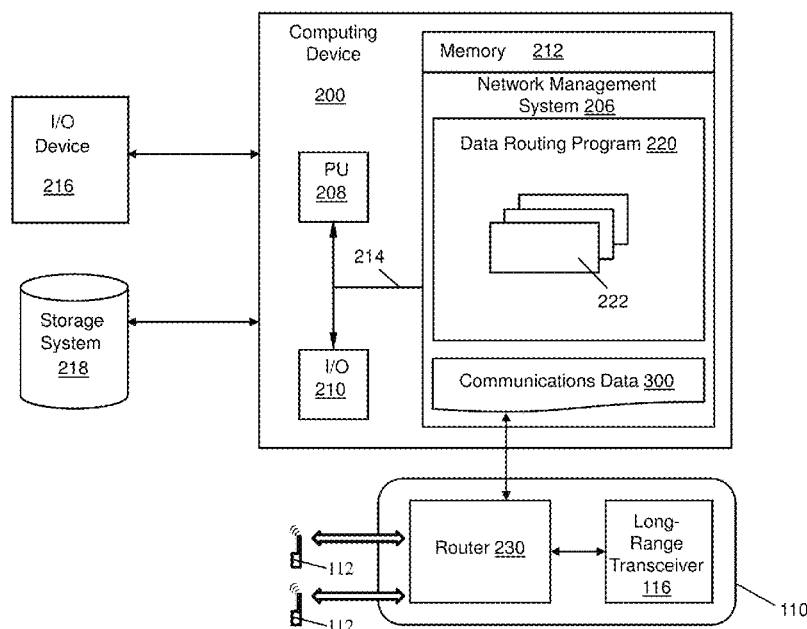 Computing
Device
200
Memory 212
Network Management
System 206
Data Routing Program 220
222
Communications Data 300
I/O
Device
216
PU
208
214
I/O
210
Storage
System
218
Router 230
Long-
Range
Transceiver
116
112
112
110